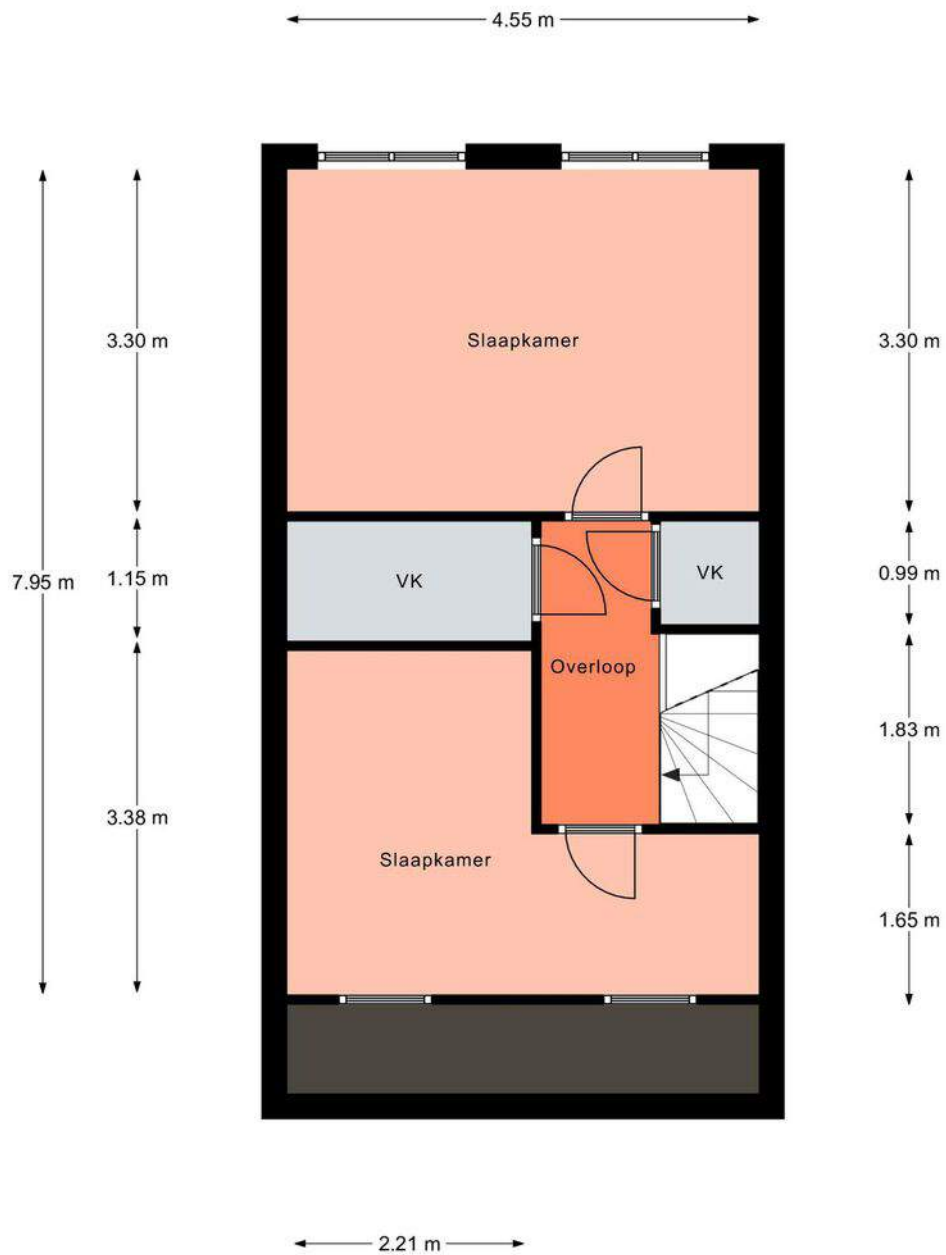 4.55 m
Slaapkamer
3.30 m
3.30 m
7.95 m
1.15 m
VK
VK
0.99 m
Overloop
1.83 m
3.38 m
Slaapkamer
1.65 m
2.21 m